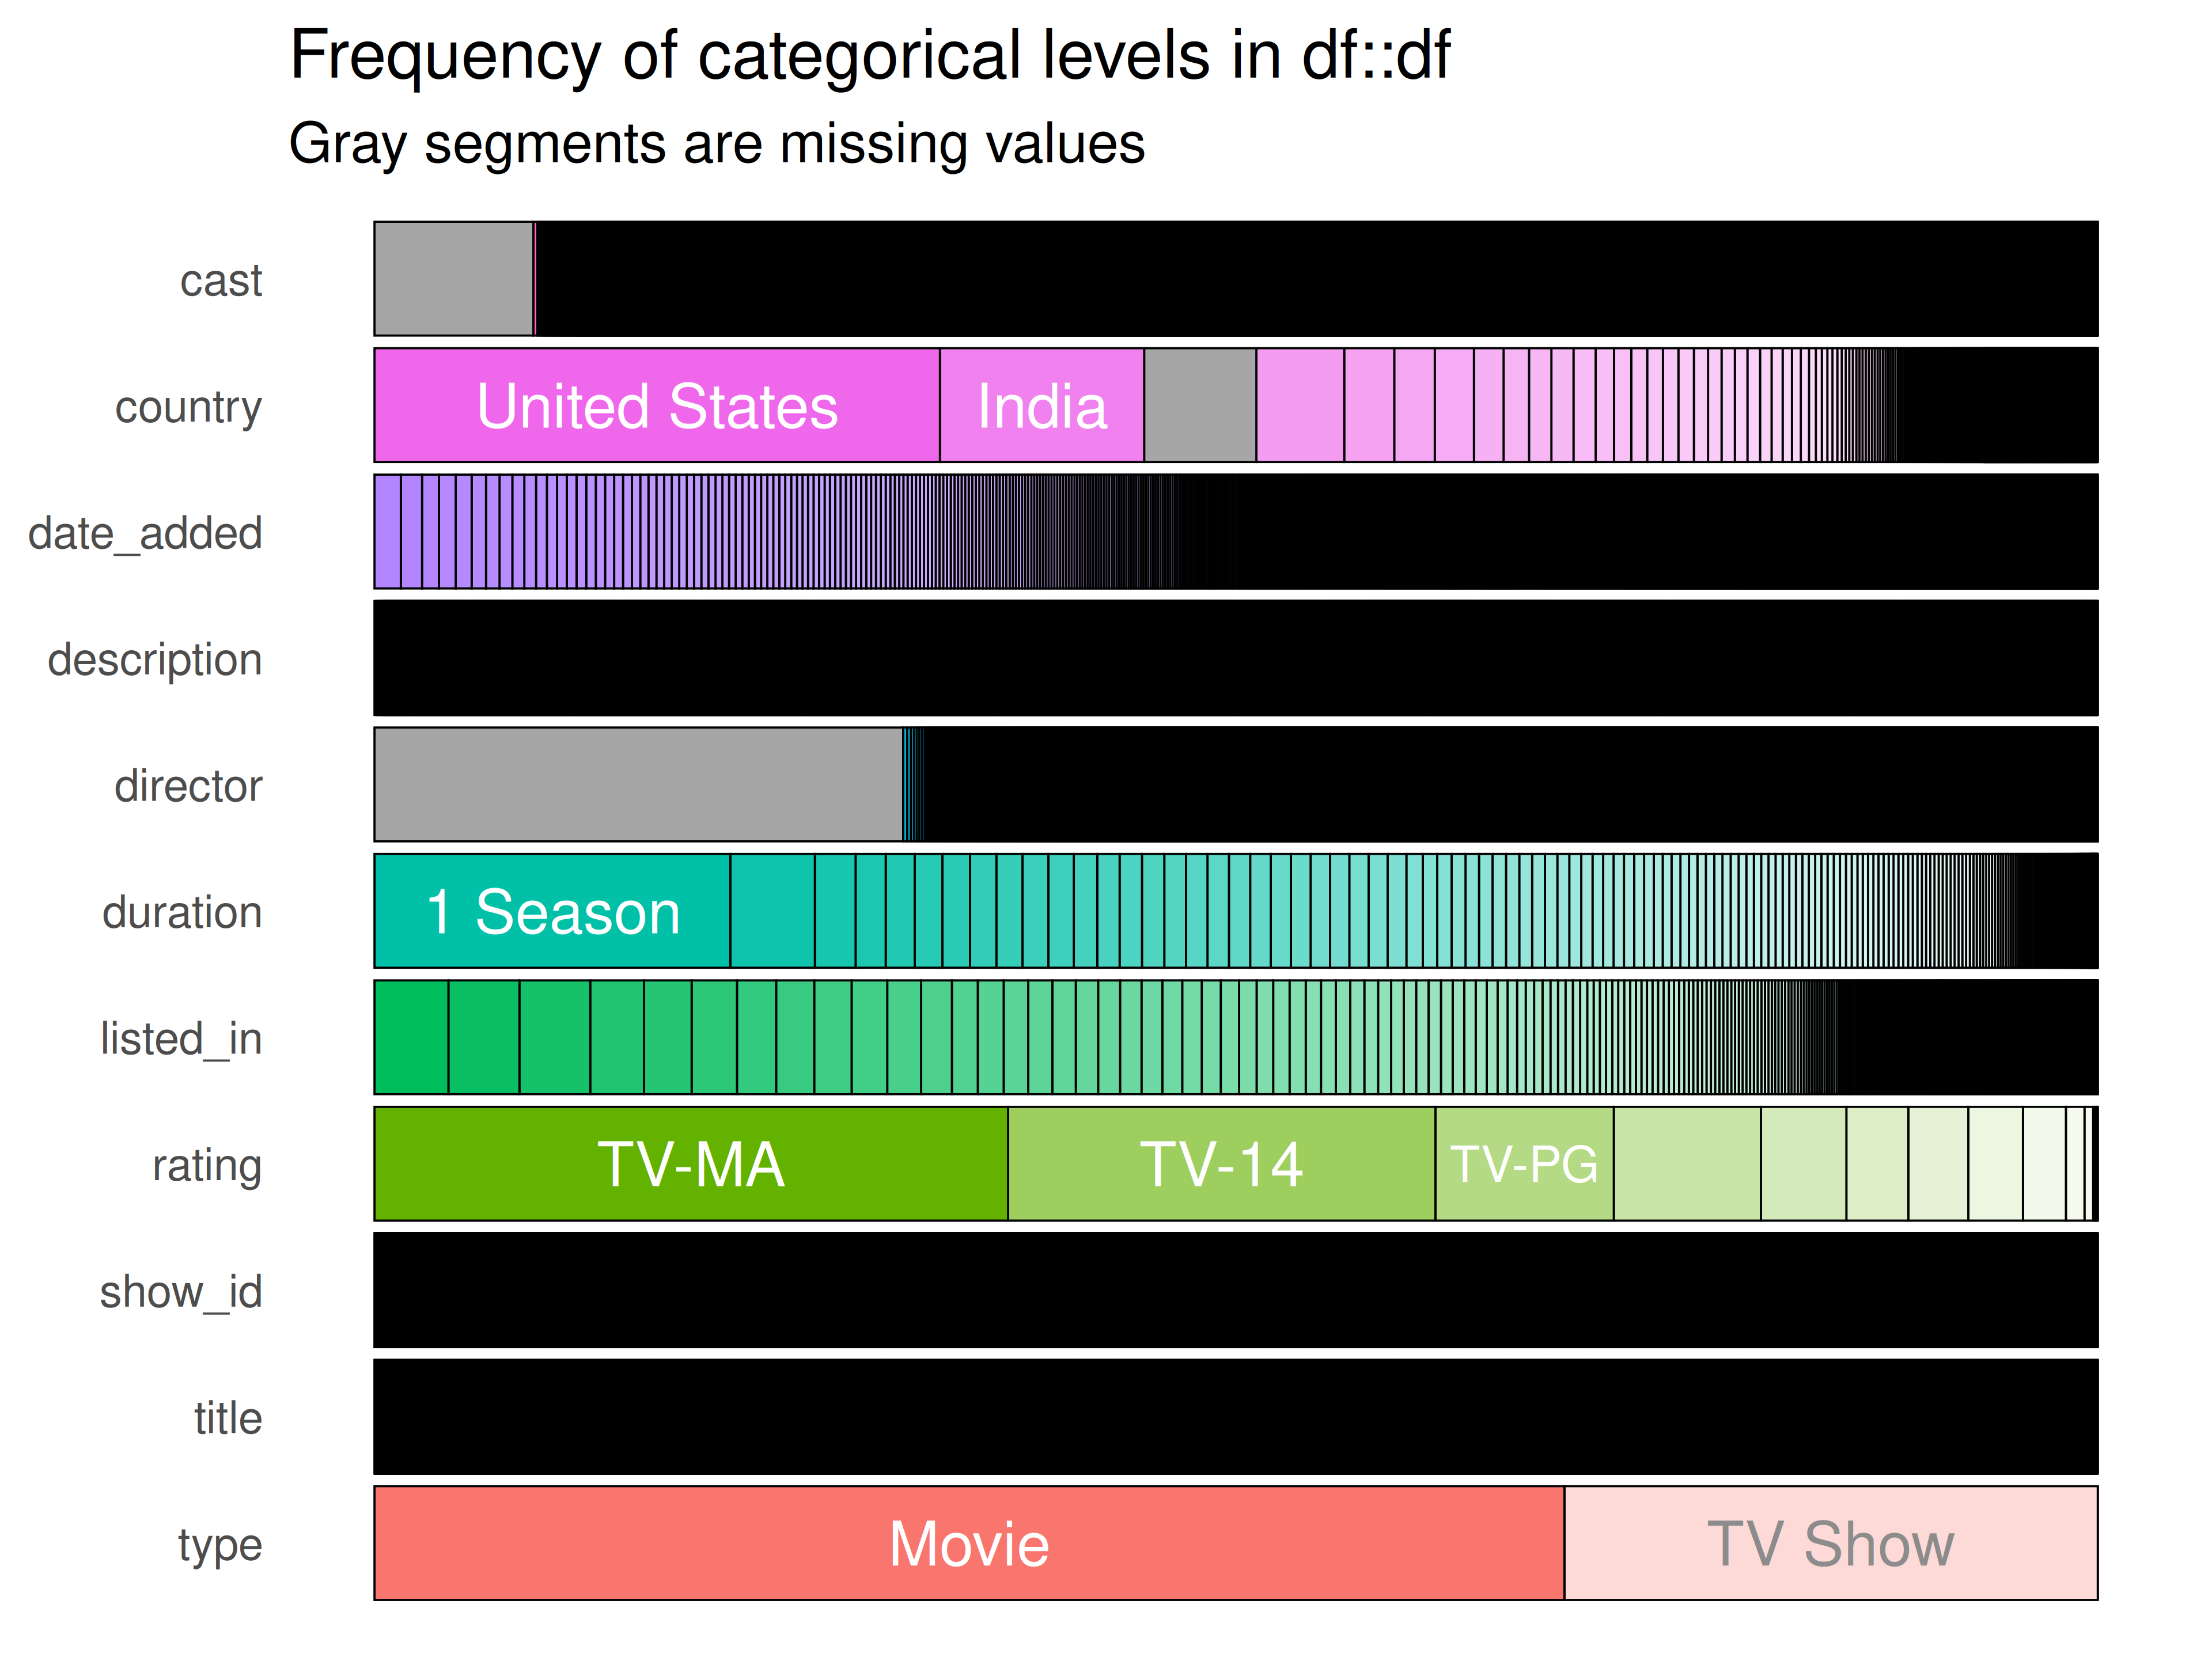 Frequency of categorical levels in df::df
Gray segments are missing values
cast
country
United States
India
date_added
description
director
duration
1 Season
listed_in
rating
TV-MA
TV-14
TV-PG
show_id
title
type
Movie
TV Show